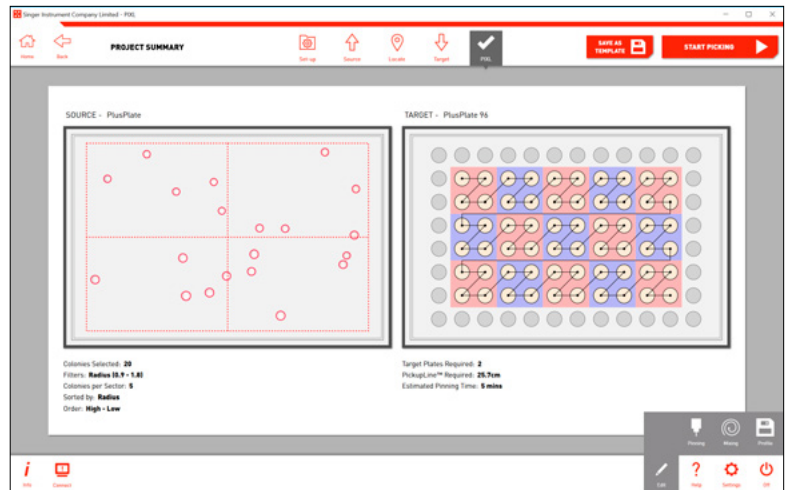 Singer Instrument Company Limited - PIXL
Home
Back
PROJECT SUMMARY
Set-up
Source
Locate
Target
PIXL
SAVE AS
TEMPLATE
START PICKING
SOURCE - PlusPlate
TARGET - PlusPlate 96
Colonies Selected: 20
Filters: Radius (0.9 - 1.8)
Colonies per Sector: 5
Sorted by: Radius
Order: High - Low
Target Plates Required: 2
PickupLine™ Required: 25.7cm
Estimated Pinning Time: 5 mins
Pinning
Mixing
Profile
Info
Connect
Edit
Help
Settings
Off